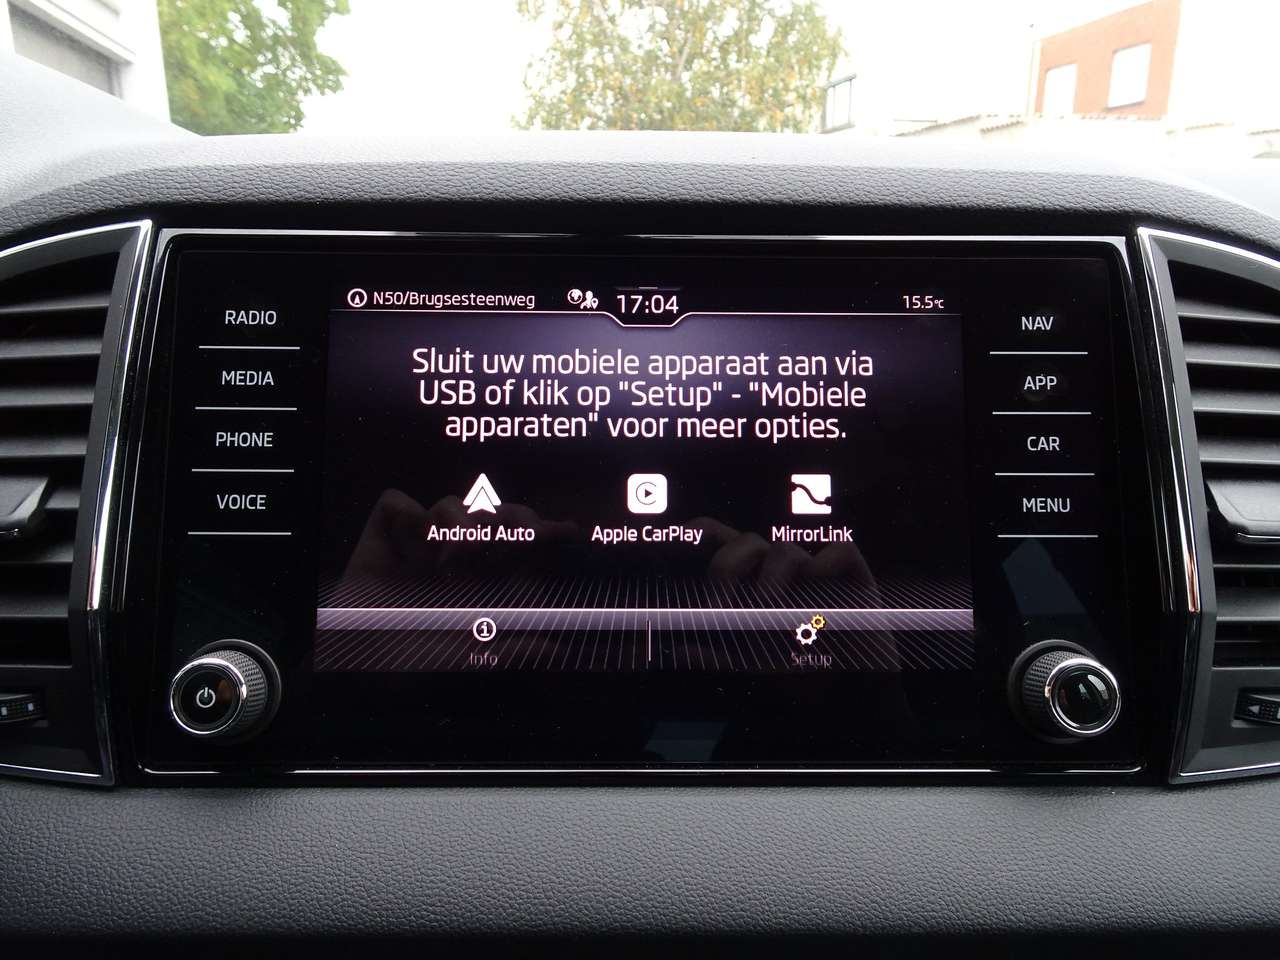 N50/Brugsesteenweg
17:04
15.5°C
RADIO
MEDIA
PHONE
VOICE
Sluit uw mobiele apparaat aan via
USB of klik op "Setup" - "Mobiele
apparaten" voor meer opties.
Android Auto
Apple CarPlay
MirrorLink
Info
Setup
NAV
APP
CAR
MENU